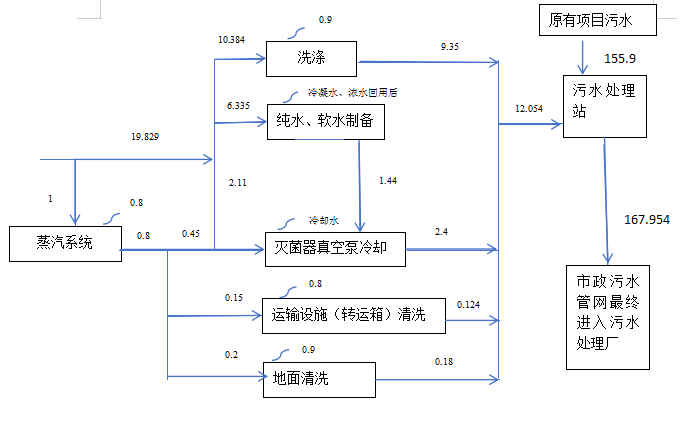 0.9
原有项目污水
10.384
9.35
洗涤
155.9
冷凝水、浓水回用后
污水处理
站
6.335
12.054
纯水、软水制备
19.829
2.11
1.44
1
0.8
167.954
冷却水
0.8
0.45
2.4
蒸汽系统
灭菌器真空泵冷却
市政污水
管网最终
进入污水
处理厂
0.8
0.15
0.124
运输设施（转运箱）清洗
0.2
0.9
0.18
地面清洗